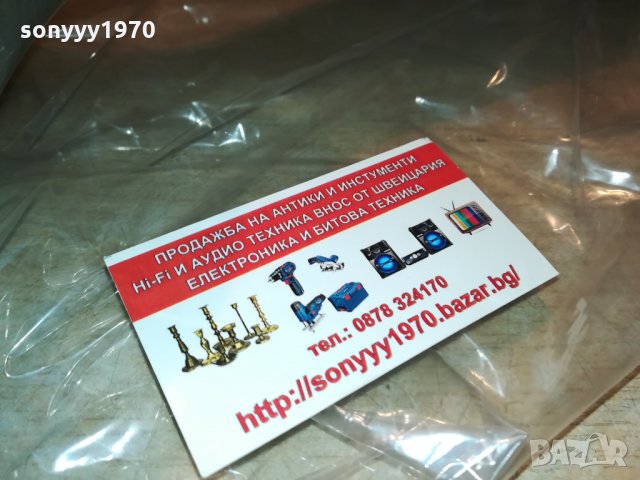 sonyyy1970
ПРОДАЖБА НА АНТИКИ И ИНСТУМЕНТИ
Hi-Fi И АУДИО ТЕХНИКА ВНОС ОТ ШВЕЙЦАРИЯ
ЕЛЕКТРОНИКА И БИТОВА ТЕХНИКА
тел.: 0878 324170
http://sonyyy1970.bazar.bg/
BAZAR
bg